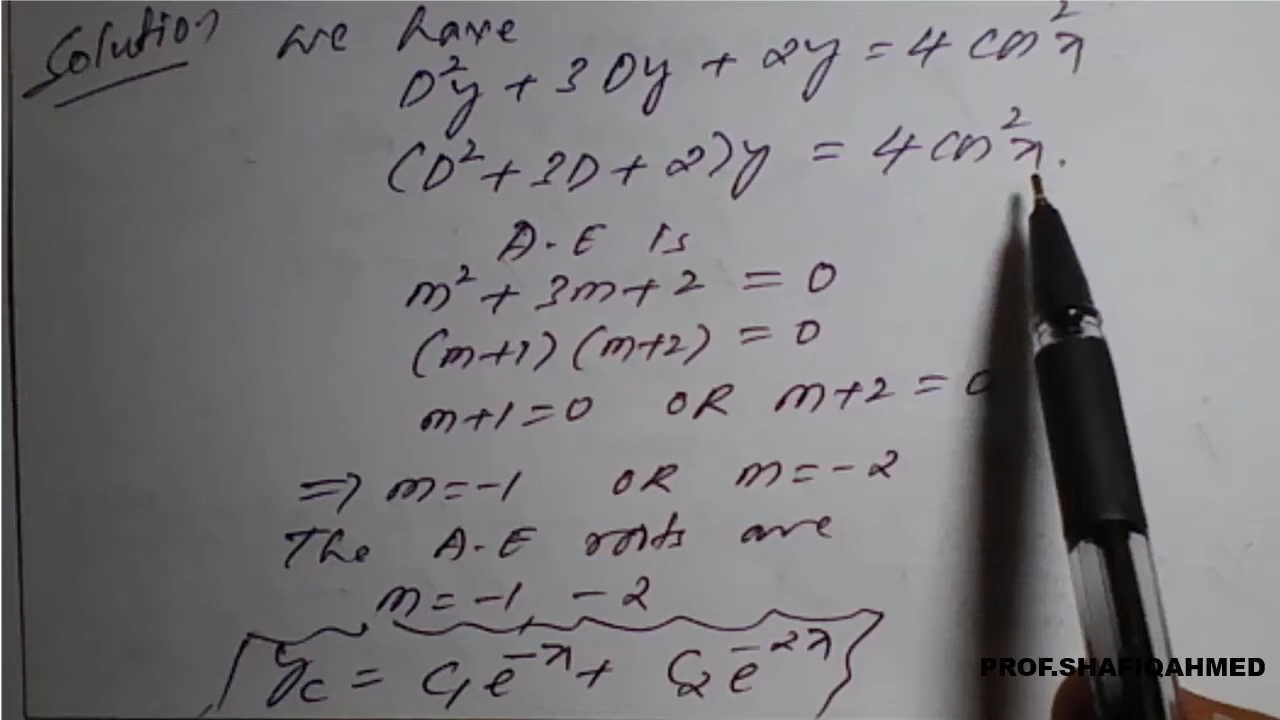 Solution we have
D²y + 3Dy + 2y = 4 cos²x
(D² + 3D + 2)y = 4 cos²x.
A.E is
m² + 3m + 2 = 0
(m+1) (m+2) = 0
m+1 = 0 OR m+2 = 0
⇒ m = -1 OR m = -2
The A.E roots are
m = -1, -2
y_c = C₁e^{-x} + C₂e^{-2x}
PROF.SHAFIQAHMED